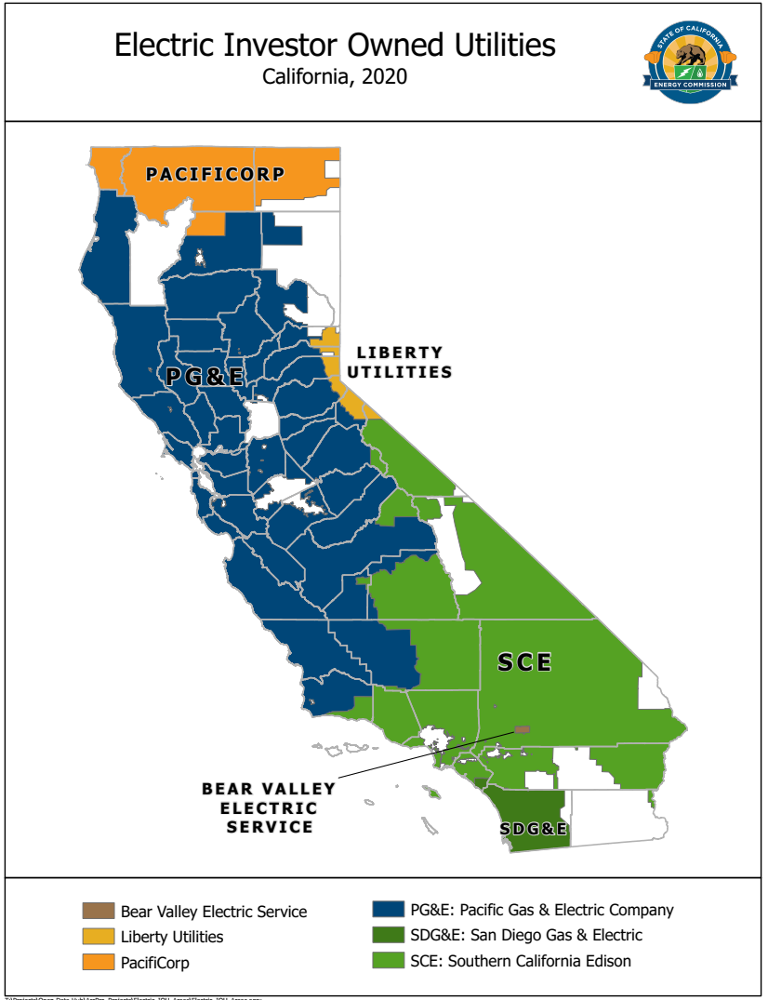 Electric Investor Owned Utilities
California, 2020
STATE OF CALIFORNIA
ENERGY COMMISSION
PACIFICORP
LIBERTY
UTILITIES
PG&E
SCE
BEAR VALLEY
ELECTRIC
SERVICE
SDG&E
Bear Valley Electric Service
Liberty Utilities
PacifiCorp
PG&E: Pacific Gas & Electric Company
SDG&E: San Diego Gas & Electric
SCE: Southern California Edison